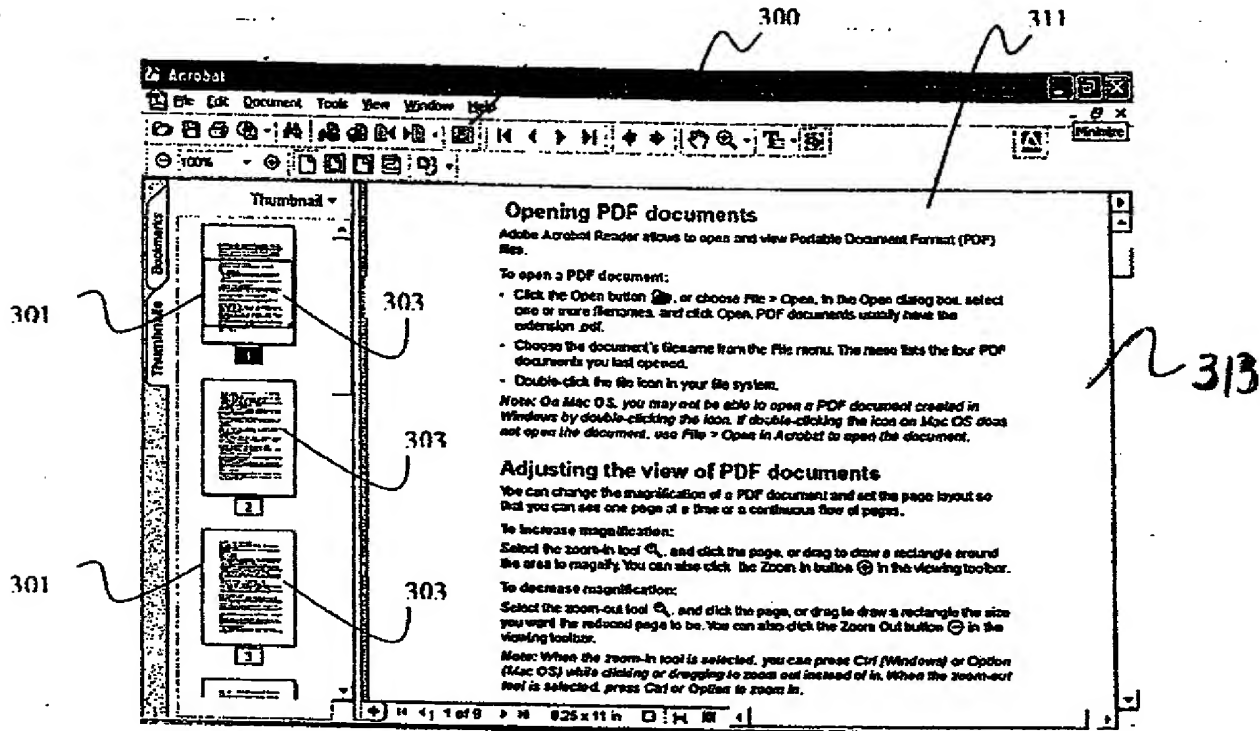 300
311
Acrobat
File Edit Document Tools View Window Help
Minimize
100%
Thumbnail
Bookmarks
Thumbnails
Opening PDF documents
Adobe Acrobat Reader allows to open and view Portable Document Format (PDF)
files.
To open a PDF document:
- Click the Open button , or choose File > Open. In the Open dialog box, select
one or more filenames, and click Open. PDF documents usually have the
extension .pdf.
- Choose the document's filename from the File menu. The menu lists the four PDF
documents you last opened.
- Double-click the file icon in your file system.
Note: On Mac OS, you may not be able to open a PDF document created in
Windows by double-clicking the icon. If double-clicking the icon on Mac OS does
not open the document, use File > Open in Acrobat to open the document.
Adjusting the view of PDF documents
You can change the magnification of a PDF document and set the page layout so
that you can see one page at a time or a continuous flow of pages.
To increase magnification:
Select the zoom-in tool , and click the page, or drag to draw a rectangle around
the area to magnify. You can also click the Zoom In button in the viewing toolbar.
To decrease magnification:
Select the zoom-out tool , and click the page, or drag to draw a rectangle the size
you want the reduced page to be. You can also click the Zoom Out button in the
viewing toolbar.
Note: When the zoom-in tool is selected, you can press Ctrl (Windows) or Option
(Mac OS) while clicking or dragging to zoom out instead of in. When the zoom-out
tool is selected, press Ctrl or Option to zoom in.
301
303
1
303
2
301
303
3
313
1 of 9
8.25 x 11 in